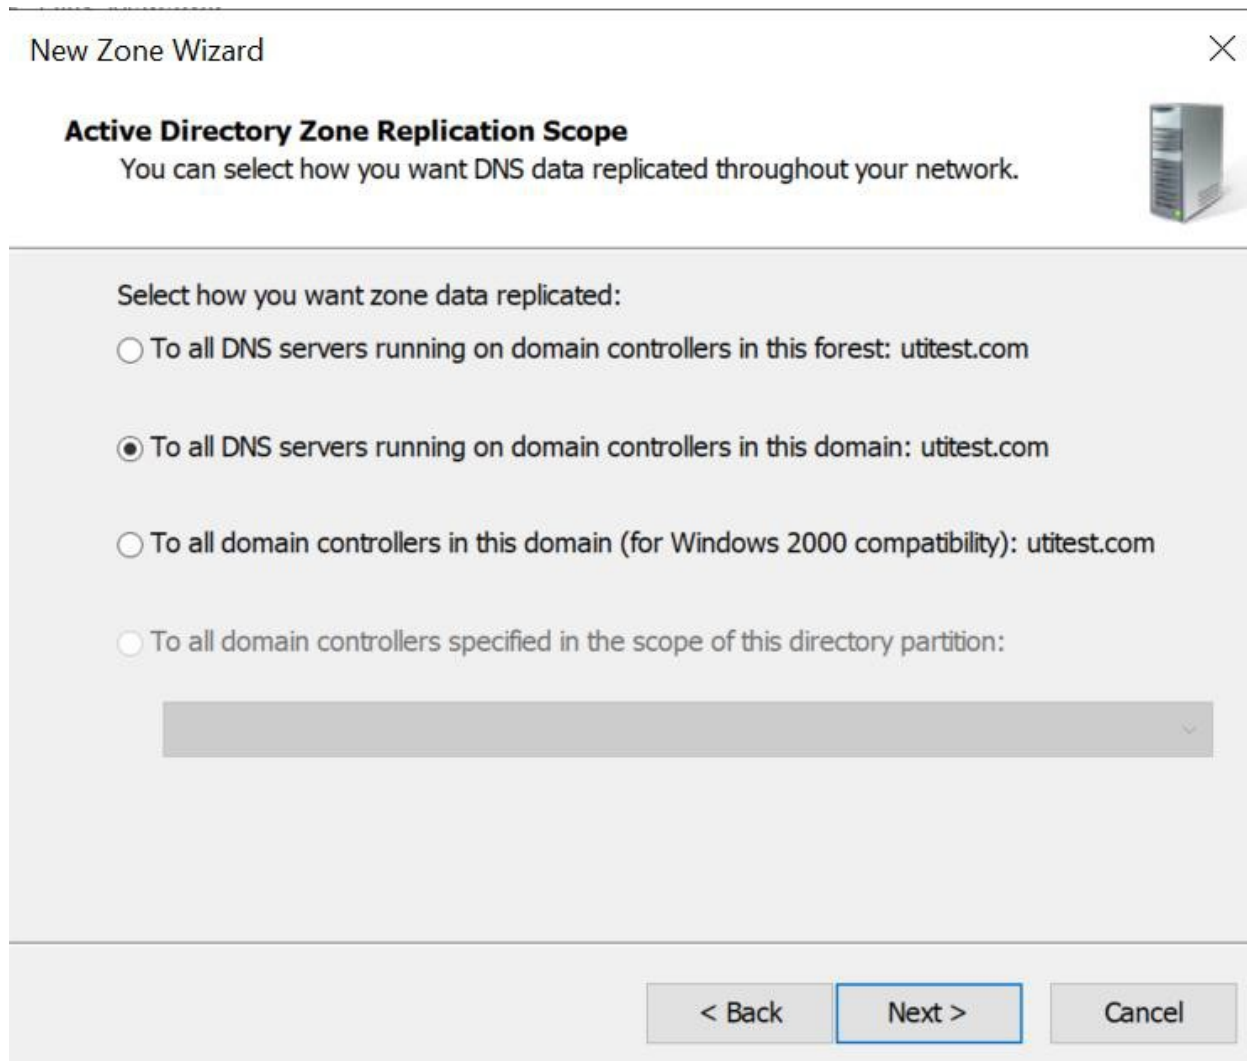 New Zone Wizard
Active Directory Zone Replication Scope
You can select how you want DNS data replicated throughout your network.
Select how you want zone data replicated:
To all DNS servers running on domain controllers in this forest: utitest.com
To all DNS servers running on domain controllers in this domain: utitest.com
To all domain controllers in this domain (for Windows 2000 compatibility): utitest.com
To all domain controllers specified in the scope of this directory partition:
< Back
Next >
Cancel